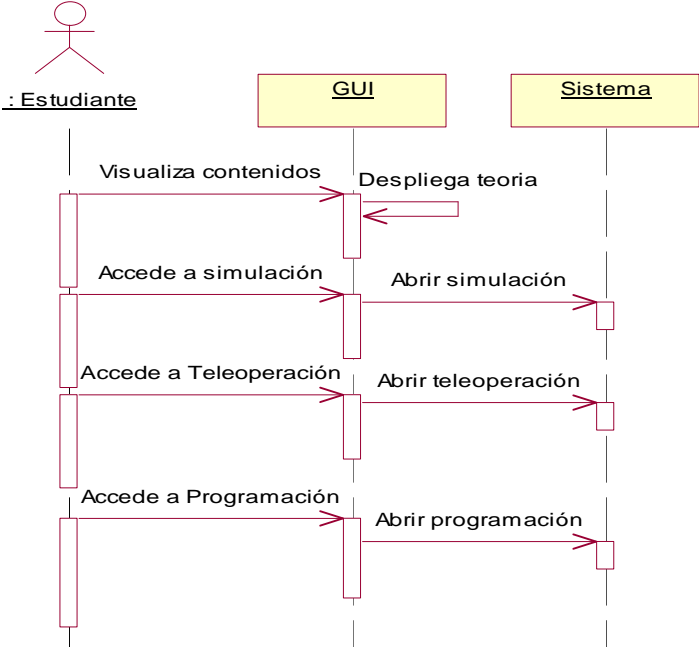 : Estudiante
GUI
Sistema
Visualiza contenidos
Despliega teoria
Accede a simulación
Abrir simulación
Accede a Teleoperación
Abrir teleoperación
Accede a Programación
Abrir programación